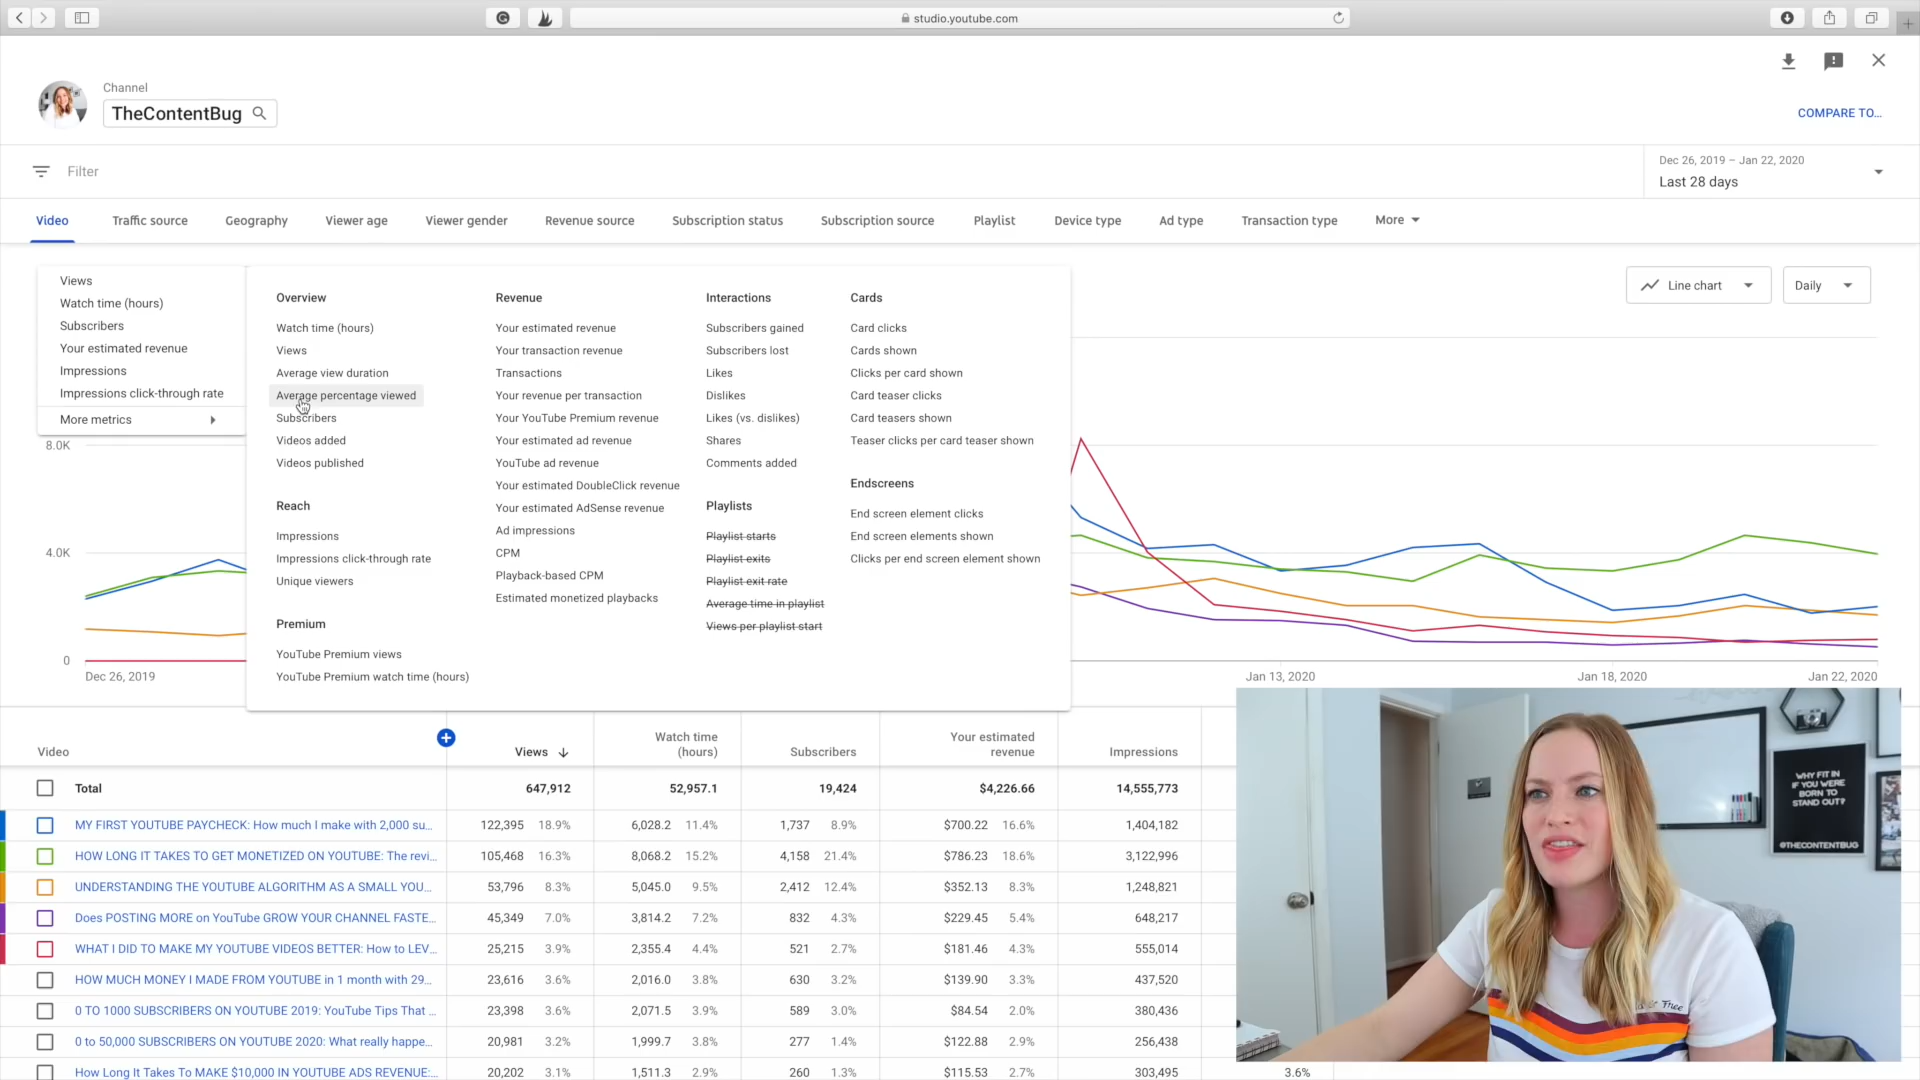 studio.youtube.com
Channel
TheContentBug
COMPARE TO...
Filter
Dec 26, 2019 – Jan 22, 2020
Last 28 days
Video
Traffic source
Geography
Viewer age
Viewer gender
Revenue source
Subscription status
Subscription source
Playlist
Device type
Ad type
Transaction type
More
Views
Watch time (hours)
Subscribers
Your estimated revenue
Impressions
Impressions click-through rate
More metrics
Overview
Watch time (hours)
Views
Average view duration
Average percentage viewed
Subscribers
Videos added
Videos published
Reach
Impressions
Impressions click-through rate
Unique viewers
Premium
YouTube Premium views
YouTube Premium watch time (hours)
Revenue
Your estimated revenue
Your transaction revenue
Transactions
Your revenue per transaction
Your YouTube Premium revenue
Your estimated ad revenue
YouTube ad revenue
Your estimated DoubleClick revenue
Your estimated AdSense revenue
Ad impressions
CPM
Playback-based CPM
Estimated monetized playbacks
Interactions
Subscribers gained
Subscribers lost
Likes
Dislikes
Likes (vs. dislikes)
Shares
Comments added
Playlists
Playlist starts
Playlist exits
Playlist exit rate
Average time in playlist
Views per playlist start
Cards
Card clicks
Cards shown
Clicks per card shown
Card teaser clicks
Card teasers shown
Teaser clicks per card teaser shown
Endscreens
End screen element clicks
End screen elements shown
Clicks per end screen element shown
Line chart
Daily
8.0K
4.0K
0
Dec 26, 2019
Jan 13, 2020
Jan 18, 2020
Jan 22, 2020
Video
Views
Watch time
(hours)
Subscribers
Your estimated
revenue
Impressions
Total 647,912 52,957.1 19,424 $4,226.66 14,555,773
MY FIRST YOUTUBE PAYCHECK: How much I make with 2,000 su... 122,395 18.9% 6,028.2 11.4% 1,737 8.9% $700.22 16.6% 1,404,182
HOW LONG IT TAKES TO GET MONETIZED ON YOUTUBE: The revi... 105,468 16.3% 8,068.2 15.2% 4,158 21.4% $786.23 18.6% 3,122,996
UNDERSTANDING THE YOUTUBE ALGORITHM AS A SMALL YOU... 53,796 8.3% 5,045.0 9.5% 2,412 12.4% $352.13 8.3% 1,248,821
Does POSTING MORE on YouTube GROW YOUR CHANNEL FASTE... 45,349 7.0% 3,814.2 7.2% 832 4.3% $229.45 5.4% 648,217
WHAT I DID TO MAKE MY YOUTUBE VIDEOS BETTER: How to LEV... 25,215 3.9% 2,355.4 4.4% 521 2.7% $181.46 4.3% 555,014
HOW MUCH MONEY I MADE FROM YOUTUBE in 1 month with 29... 23,616 3.6% 2,016.0 3.8% 630 3.2% $139.90 3.3% 437,520
0 TO 1000 SUBSCRIBERS ON YOUTUBE 2019: YouTube Tips That ... 23,398 3.6% 2,071.5 3.9% 589 3.0% $84.54 2.0% 380,436
0 to 50,000 SUBSCRIBERS ON YOUTUBE 2020: What really happe... 20,981 3.2% 1,999.7 3.8% 277 1.4% $122.88 2.9% 256,438
How Long It Takes To MAKE $10,000 IN YOUTUBE ADS REVENUE:... 20,202 3.1% 1,511.3 2.9% 260 1.3% $115.53 2.7% 303,495 3.6%
WHY FIT IN
IF YOU WERE
BORN TO
STAND OUT?
@THECONTENTBUG
Free